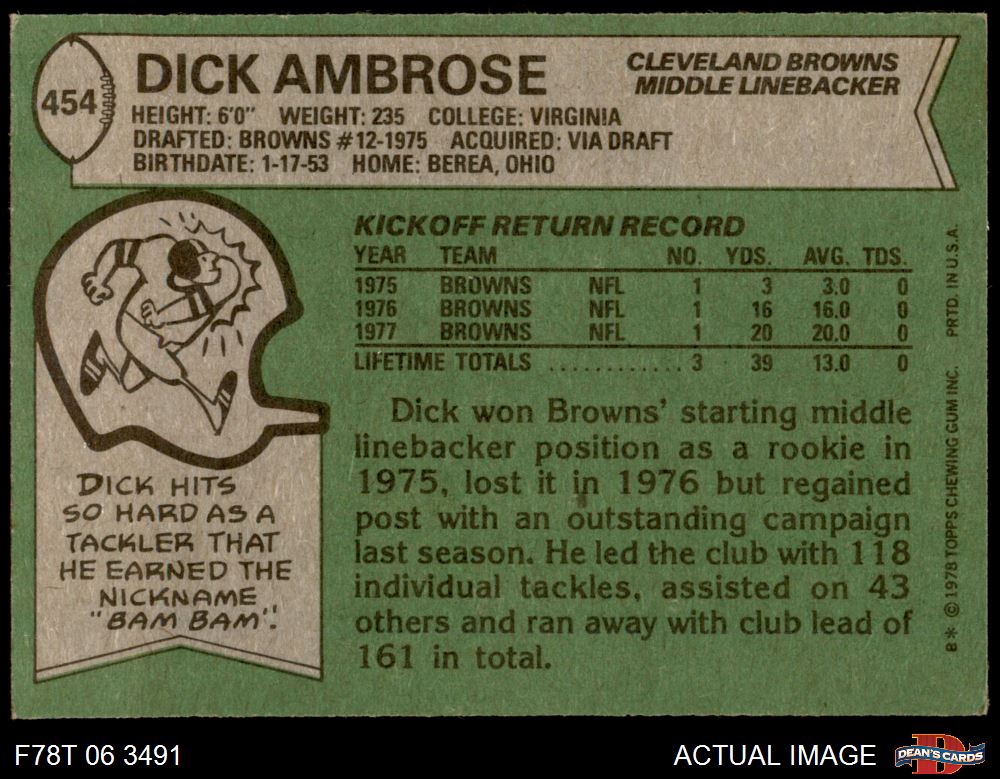 454
DICK AMBROSE
CLEVELAND BROWNS
MIDDLE LINEBACKER
HEIGHT: 6'0" WEIGHT: 235 COLLEGE: VIRGINIA
DRAFTED: BROWNS #12-1975 ACQUIRED: VIA DRAFT
BIRTHDATE: 1-17-53 HOME: BEREA, OHIO
KICKOFF RETURN RECORD
YEAR TEAM NO. YDS. AVG. TDS.
1975 BROWNS NFL 1 3 3.0 0
1976 BROWNS NFL 1 16 16.0 0
1977 BROWNS NFL 1 20 20.0 0
LIFETIME TOTALS ............ 3 39 13.0 0
Dick won Browns' starting middle
linebacker position as a rookie in
1975, lost it in 1976 but regained
post with an outstanding campaign
last season. He led the club with 118
individual tackles, assisted on 43
others and ran away with club lead of
161 in total.
DICK HITS
SO HARD AS A
TACKLER THAT
HE EARNED THE
NICKNAME
"BAM BAM".
B* © 1978 TOPPS CHEWING GUM INC. PRTD. IN U.S.A.
F78T 06 3491
ACTUAL IMAGE
DEAN'S CARDS